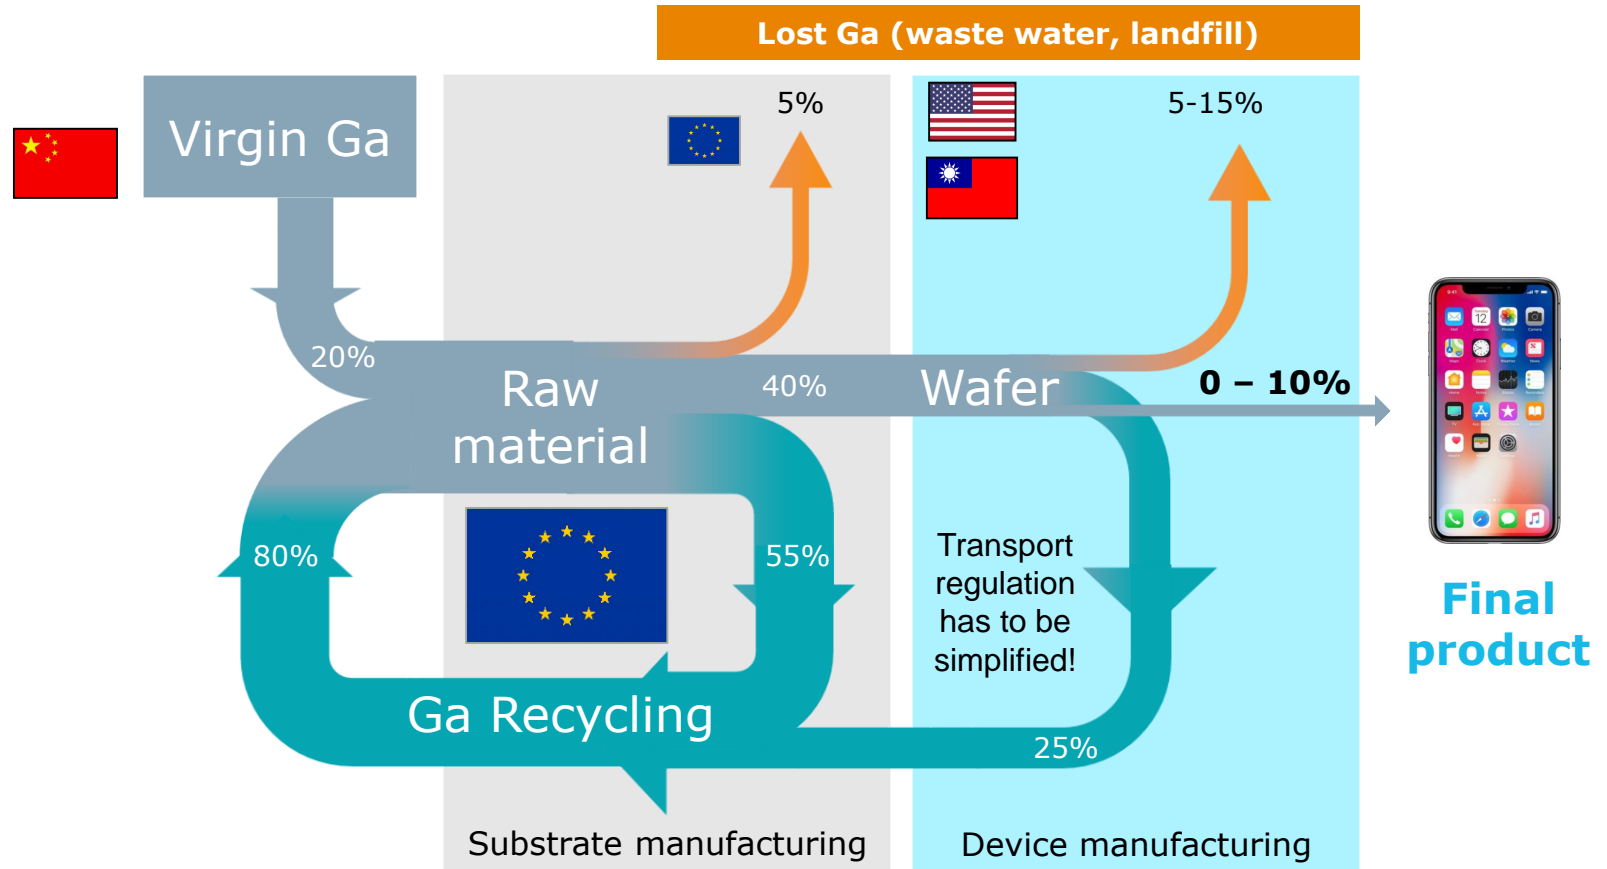 Lost Ga (waste water, landfill)
Virgin Ga
5%
5-15%
20%
Raw
material
40%
Wafer
0 – 10%
80%
55%
Transport
regulation
has to be
simplified!
Final
product
Ga Recycling
25%
Substrate manufacturing
Device manufacturing